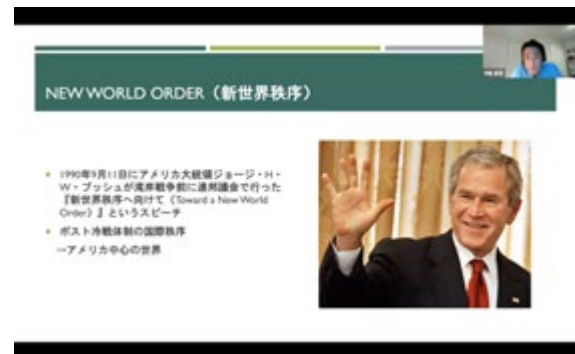 NEW WORLD ORDER（新世界秩序）
1990年9月11日にアメリカ大統領ジョージ・H・
W・ブッシュが湾岸戦争前に連邦議会で行った
『新世界秩序へ向けて（Toward a New World
Order）』というスピーチ
ポスト冷戦体制の国際秩序
→アメリカ中心の世界